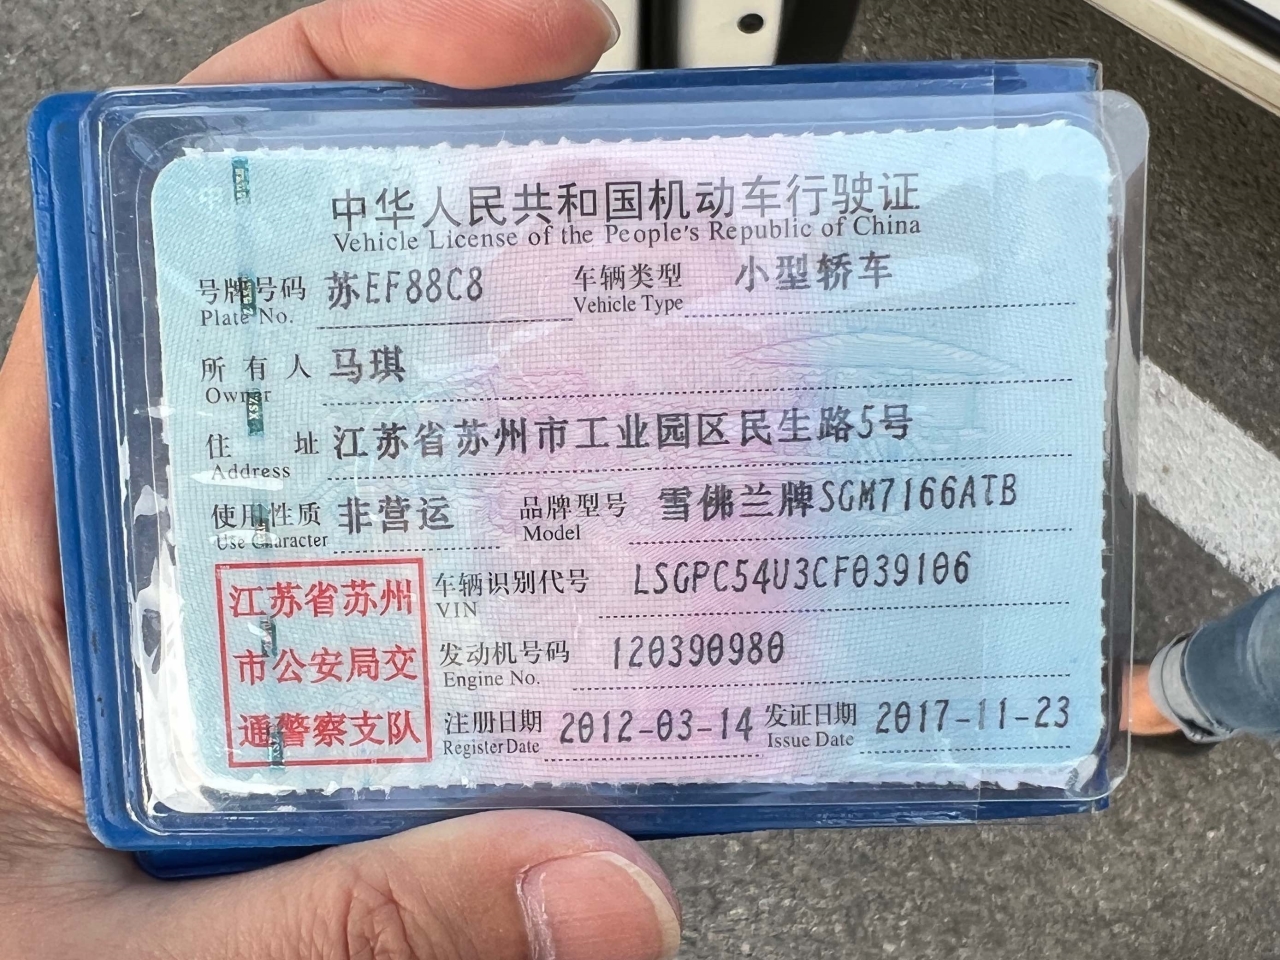 中华人民共和国机动车行驶证
Vehicle License of the People's Republic of China
号牌号码 苏EF88C8 车辆类型 小型轿车
Plate No. Vehicle Type
所有人 马琪
Owner
住址 江苏省苏州市工业园区民生路5号
Address
使用性质 非营运 品牌型号 雪佛兰牌SGM7166ATB
Use Character Model
江苏省苏州
市公安局交
通警察支队
车辆识别代号 LSGPC54U3CF039106
VIN
发动机号码 120390980
Engine No.
注册日期 2012-03-14 发证日期 2017-11-23
Register Date Issue Date